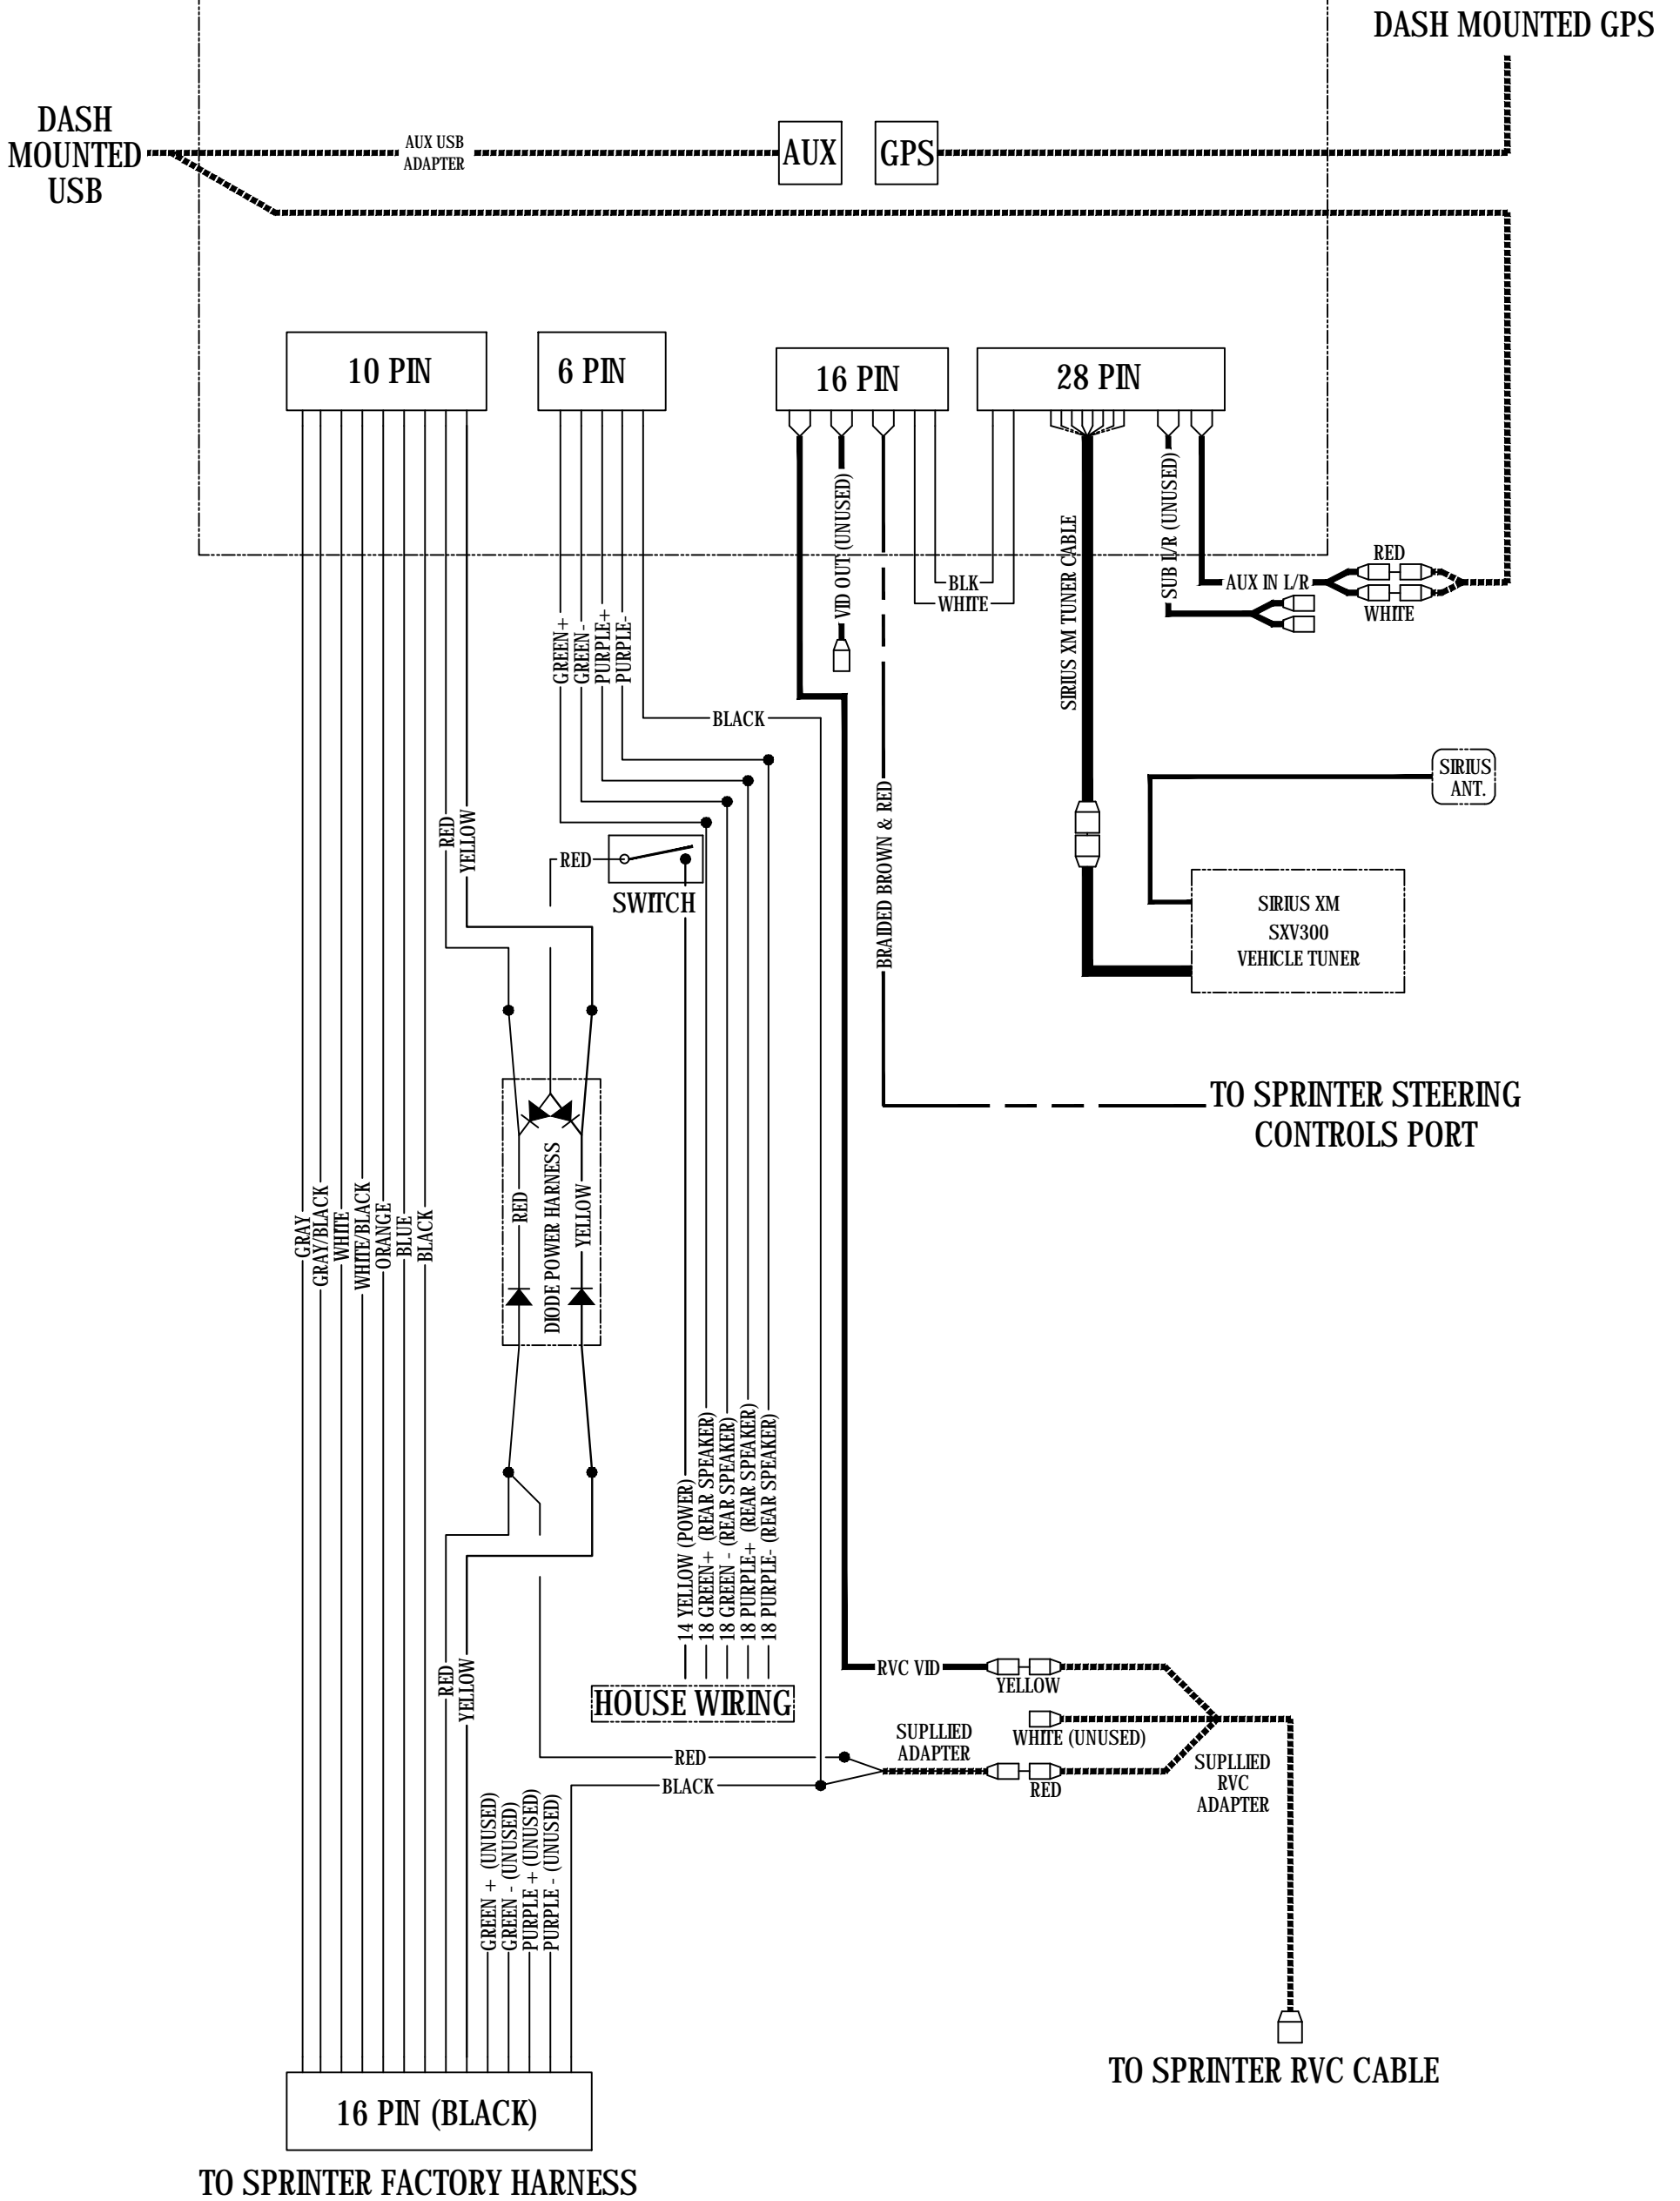 DASH MOUNTED GPS
DASH
MOUNTED
USB
AUX USB
ADAPTER
AUX
GPS
10 PIN
6 PIN
16 PIN
28 PIN
VID OUT (UNUSED)
SUB L/R (UNUSED)
SIRIUS XM TUNER CABLE
BLK
WHITE
AUX IN L/R
RED
WHITE
GREEN+
GREEN-
PURPLE+
PURPLE-
BLACK
RED
YELLOW
RED
SWITCH
BRAIDED BROWN & RED
SIRIUS
ANT.
SIRIUS XM
SXV300
VEHICLE TUNER
TO SPRINTER STEERING
CONTROLS PORT
GRAY
GRAY/BLACK
WHITE
WHITE/BLACK
ORANGE
BLUE
BLACK
RED
DIODE POWER HARNESS
YELLOW
14 YELLOW (POWER)
18 GREEN+ (REAR SPEAKER)
18 GREEN - (REAR SPEAKER)
18 PURPLE+ (REAR SPEAKER)
18 PURPLE- (REAR SPEAKER)
RED
YELLOW
HOUSE WIRING
RVC VID
YELLOW
WHITE (UNUSED)
SUPLLIED
ADAPTER
RED
RED
BLACK
SUPLLIED
RVC
ADAPTER
GREEN + (UNUSED)
GREEN - (UNUSED)
PURPLE + (UNUSED)
PURPLE - (UNUSED)
TO SPRINTER RVC CABLE
16 PIN (BLACK)
TO SPRINTER FACTORY HARNESS